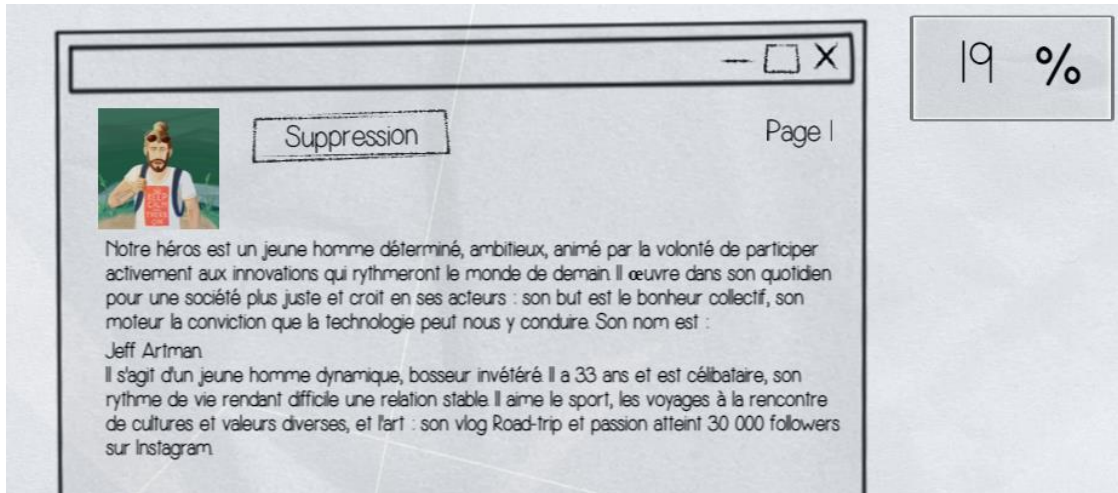 19 %
Suppression
Page 1
KEEP
CALM
ON
Notre héros est un jeune homme déterminé, ambitieux, animé par la volonté de participer
activement aux innovations qui rythmeront le monde de demain. Il œuvre dans son quotidien
pour une société plus juste et croit en ses acteurs : son but est le bonheur collectif, son
moteur la conviction que la technologie peut nous y conduire. Son nom est :
Jeff Artman.
Il s'agit d'un jeune homme dynamique, bosseur invétéré. Il a 33 ans et est célibataire, son
rythme de vie rendant difficile une relation stable. Il aime le sport, les voyages à la rencontre
de cultures et valeurs diverses, et l'art : son vlog Road-trip et passion atteint 30 000 followers
sur Instagram.